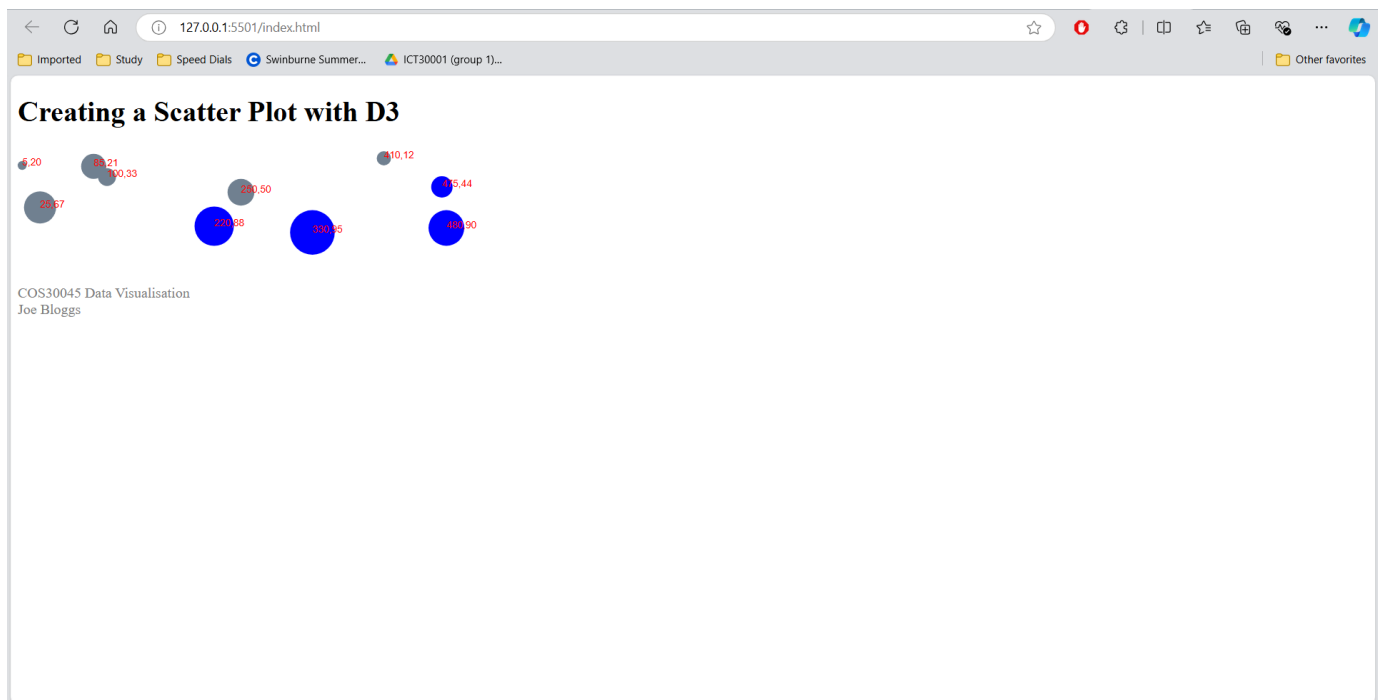 127.0.0.1:5501/index.html
Imported Study Speed Dials Swinburne Summer... ICT30001 (group 1)... Other favorites
Creating a Scatter Plot with D3
5,20
85,21
100,33
410,12
25,67
250,50
475,44
220,88
330,95
480,90
COS30045 Data Visualisation
Joe Bloggs